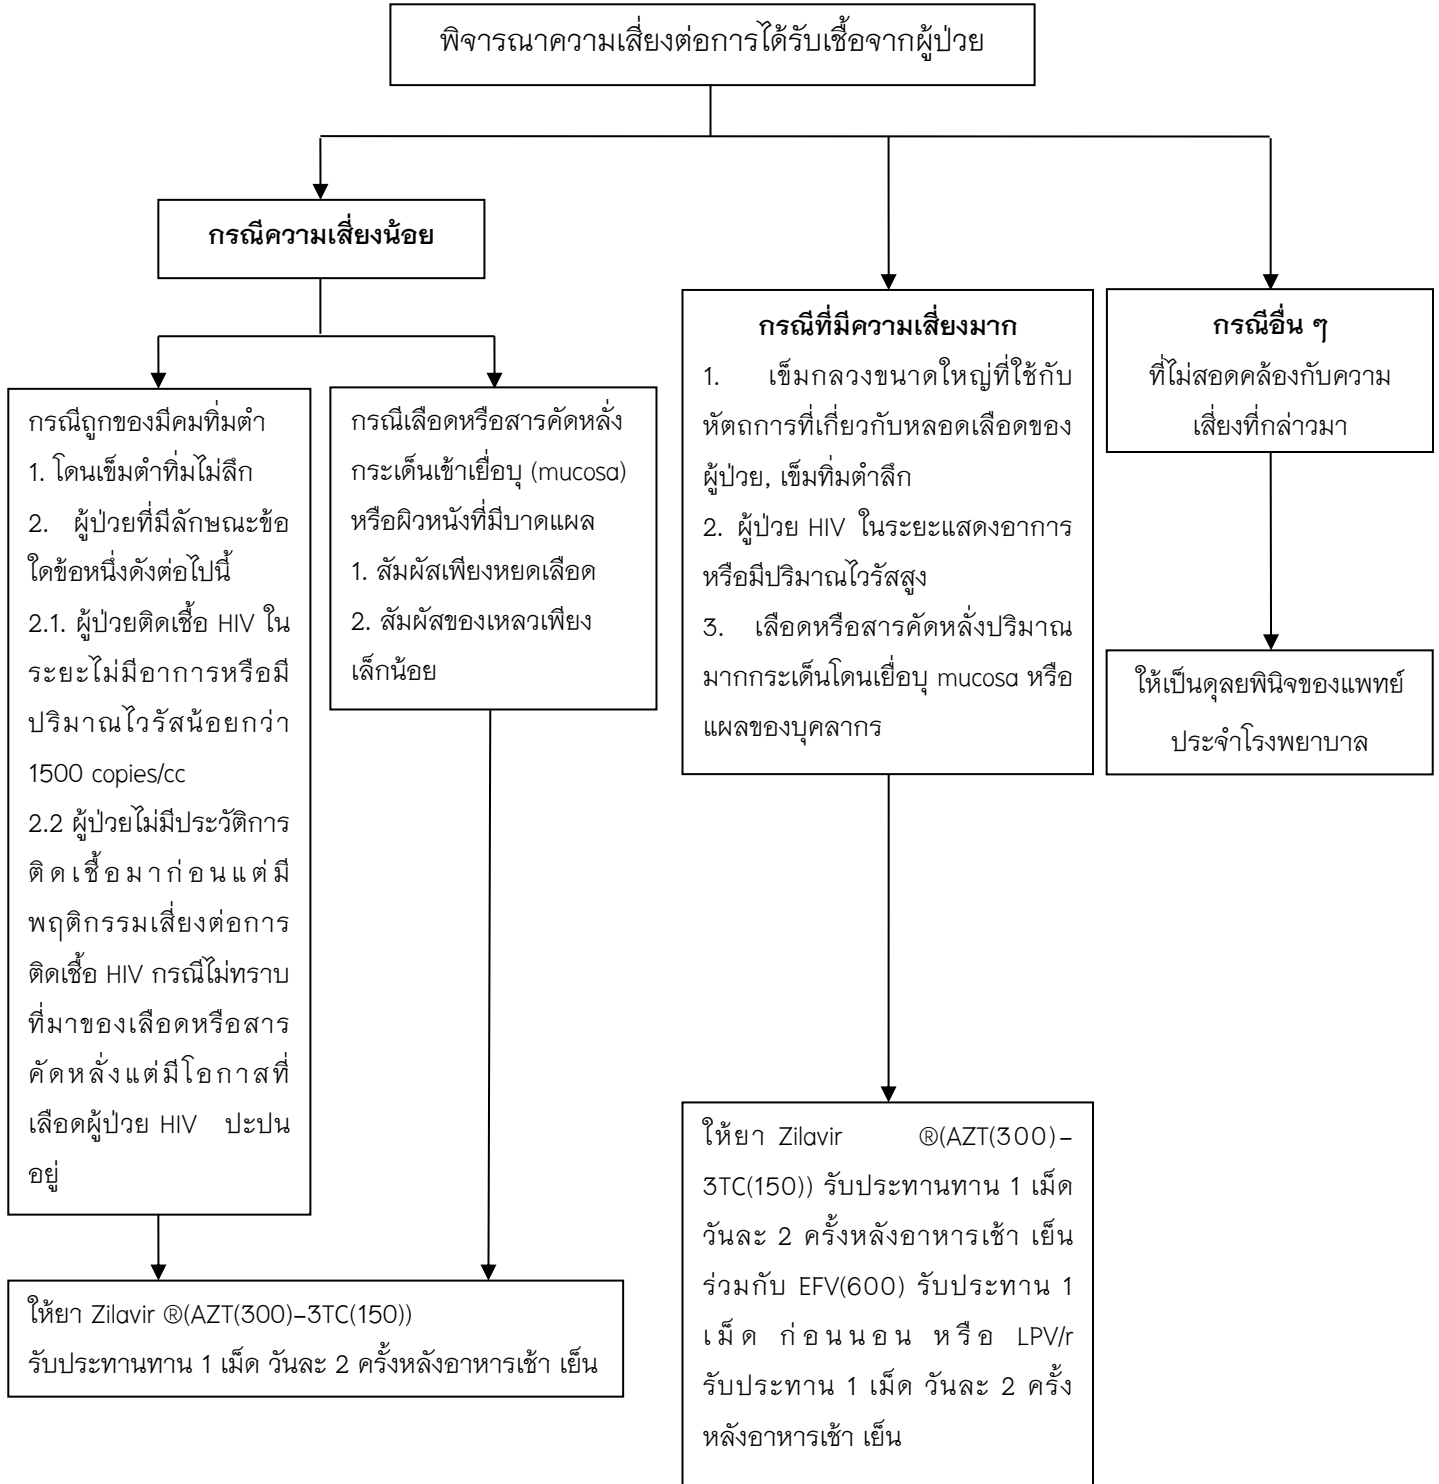 พิจารณาความเสี่ยงต่อการได้รับเชื้อจากผู้ป่วย
กรณีความเสี่ยงน้อย
กรณีถูกของมีคมทิ่มตำ
1. โดนเข็มตำทิ่มไม่ลึก
2. ผู้ป่วยที่มีลักษณะข้อ
ใดข้อหนึ่งดังต่อไปนี้
2.1. ผู้ป่วยติดเชื้อ HIV ใน
ระยะไม่มีอาการหรือมี
ปริมาณไวรัสน้อยกว่า
1500 copies/cc
2.2 ผู้ป่วยไม่มีประวัติการ
ติดเชื้อมาก่อนแต่มี
พฤติกรรมเสี่ยงต่อการ
ติดเชื้อ HIV กรณีไม่ทราบ
ที่มาของเลือดหรือสาร
คัดหลั่งแต่มีโอกาสที่
เลือดผู้ป่วย HIV ปะปน
อยู่
กรณีเลือดหรือสารคัดหลั่ง
กระเด็นเข้าเยื่อบุ (mucosa)
หรือผิวหนังที่มีบาดแผล
1. สัมผัสเพียงหยดเลือด
2. สัมผัสของเหลวเพียง
เล็กน้อย
ให้ยา Zilavir ®(AZT(300)–3TC(150))
รับประทานทาน 1 เม็ด วันละ 2 ครั้งหลังอาหารเช้า เย็น
กรณีที่มีความเสี่ยงมาก
1. เข็มกลวงขนาดใหญ่ที่ใช้กับ
หัตถการที่เกี่ยวกับหลอดเลือดของ
ผู้ป่วย, เข็มทิ่มตำลึก
2. ผู้ป่วย HIV ในระยะแสดงอาการ
หรือมีปริมาณไวรัสสูง
3. เลือดหรือสารคัดหลั่งปริมาณ
มากกระเด็นโดนเยื่อบุ mucosa หรือ
แผลของบุคลากร
ให้ยา Zilavir ®(AZT(300)–
3TC(150)) รับประทานทาน 1 เม็ด
วันละ 2 ครั้งหลังอาหารเช้า เย็น
ร่วมกับ EFV(600) รับประทาน 1
เม็ด ก่อนนอน หรือ LPV/r
รับประทาน 1 เม็ด วันละ 2 ครั้ง
หลังอาหารเช้า เย็น
กรณีอื่น ๆ
ที่ไม่สอดคล้องกับความ
เสี่ยงที่กล่าวมา
ให้เป็นดุลยพินิจของแพทย์
ประจำโรงพยาบาล